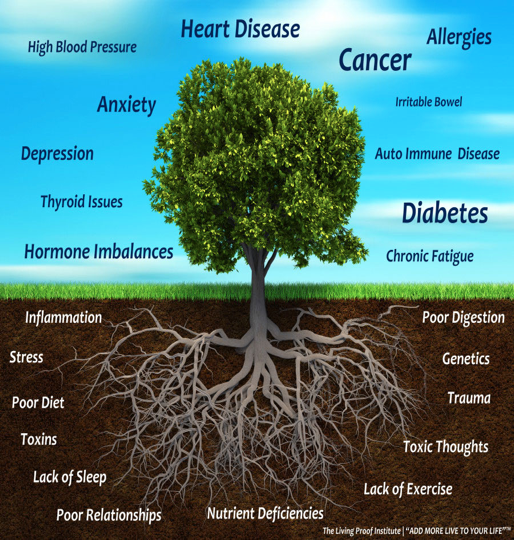 Heart Disease
Allergies
High Blood Pressure
Cancer
Anxiety
Irritable Bowel
Depression
Auto Immune Disease
Thyroid Issues
Diabetes
Hormone Imbalances
Chronic Fatigue
Inflammation
Poor Digestion
Stress
Genetics
Poor Diet
Trauma
Toxins
Toxic Thoughts
Lack of Sleep
Lack of Exercise
Poor Relationships
Nutrient Deficiencies
The Living Proof Institute | "ADD MORE LIVE TO YOUR LIFE"™